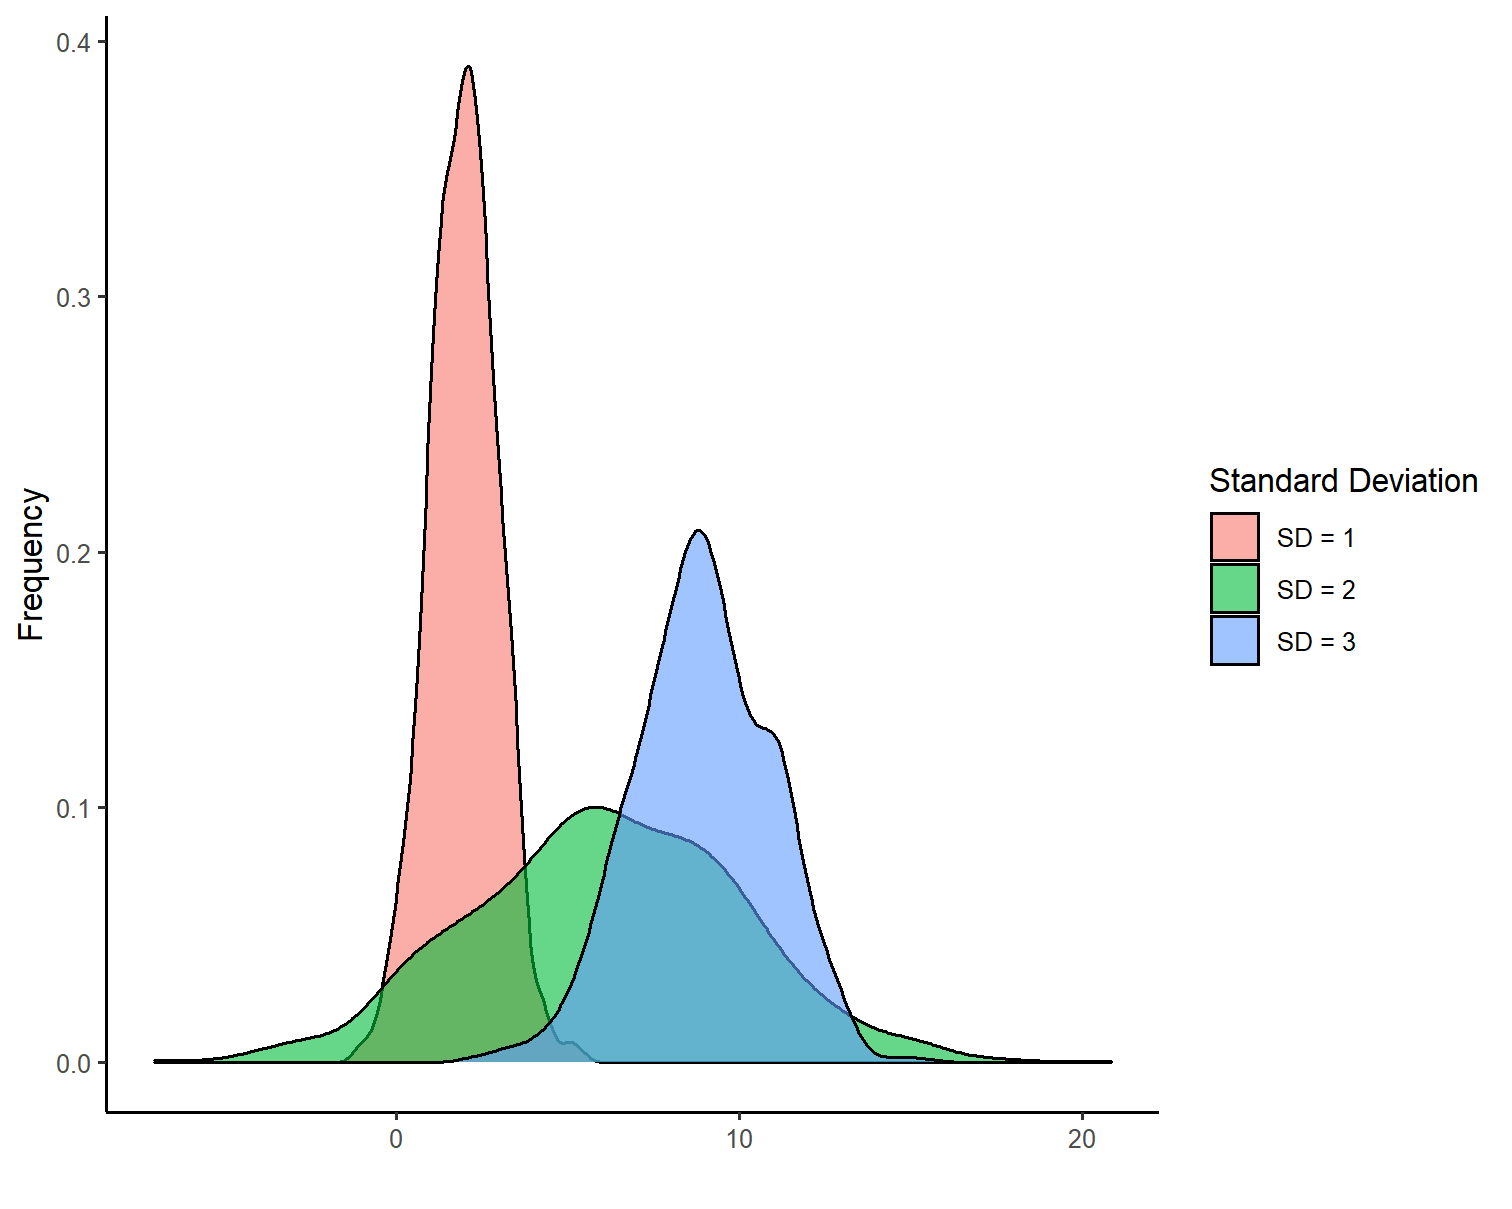 0.4
0.3
0.2
0.1
0.0
Frequency
0
10
20
Standard Deviation
SD = 1
SD = 2
SD = 3